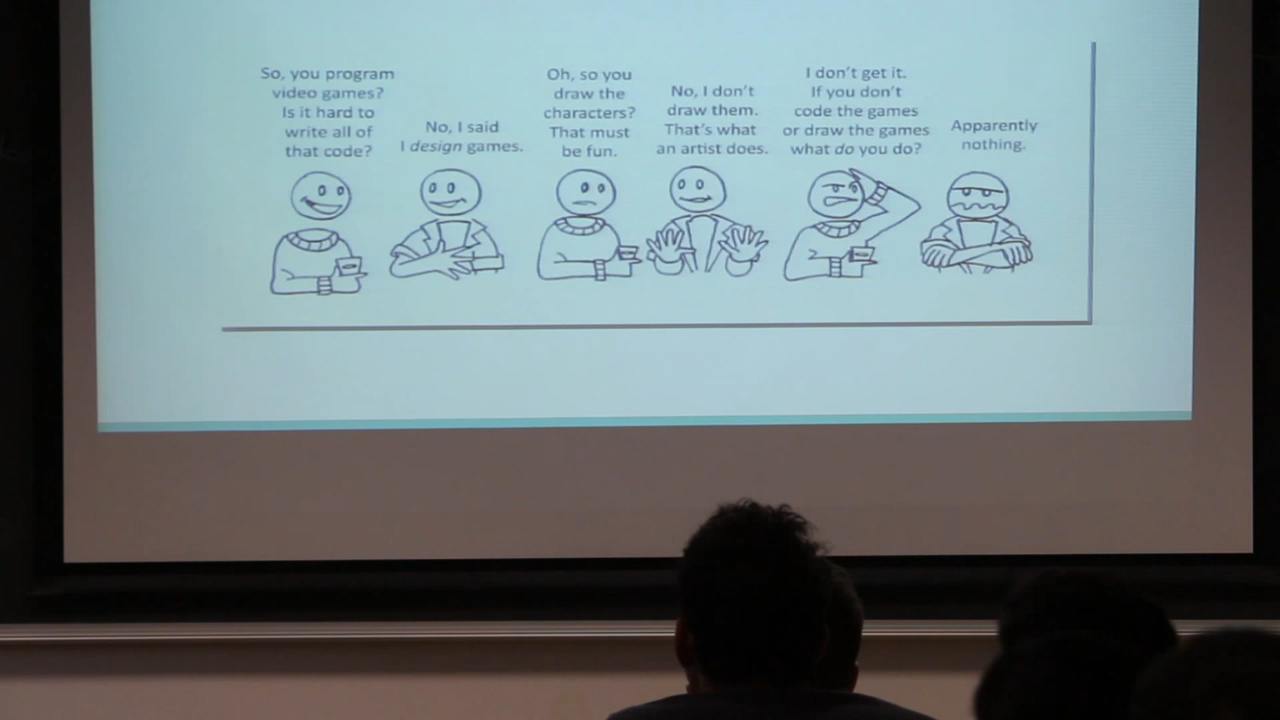 So, you program
video games?
Is it hard to
write all of
that code?
No, I said
I design games.
Oh, so you
draw the
characters?
That must
be fun.
No, I don't
draw them.
That's what
an artist does.
I don't get it.
If you don't
code the games
or draw the games
what do you do?
Apparently
nothing.